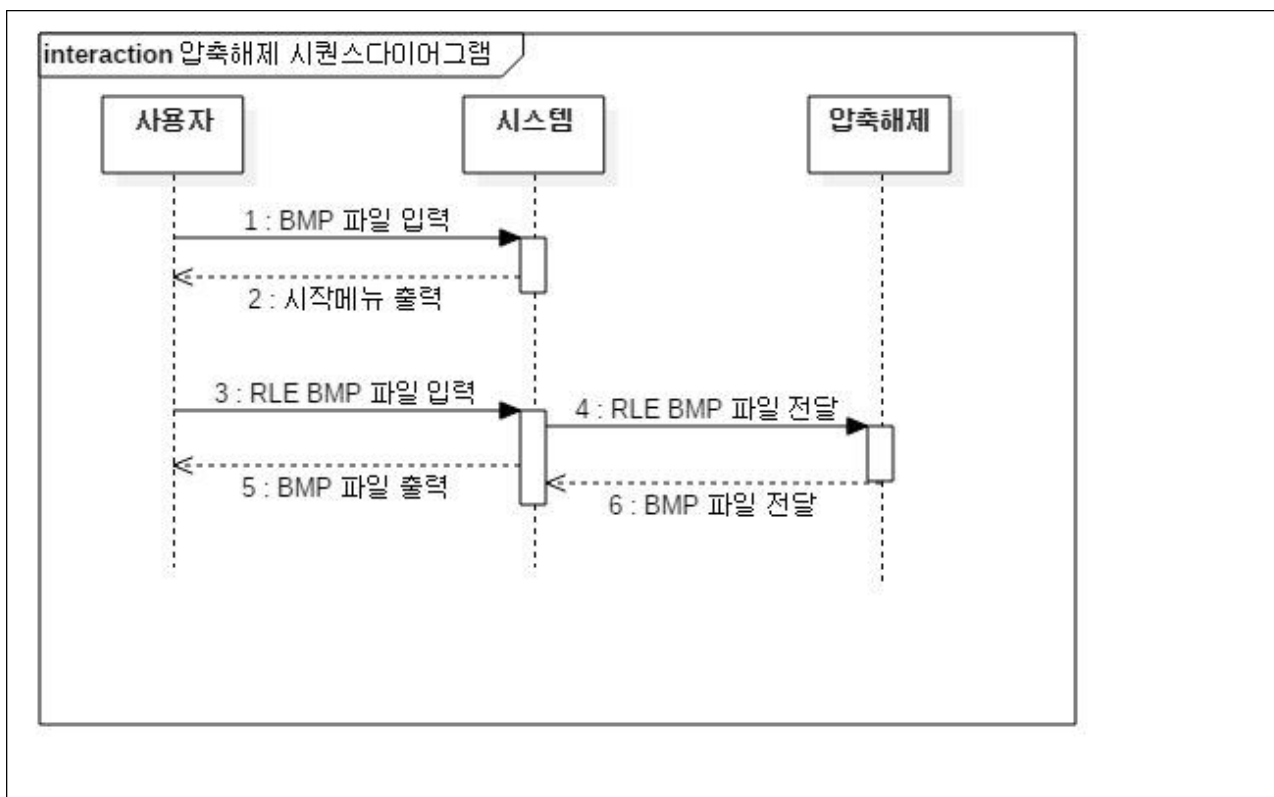 interaction 압축해제 시퀀스다이어그램
사용자
시스템
압축해제
1 : BMP 파일 입력
2 : 시작메뉴 출력
3 : RLE BMP 파일 입력
4 : RLE BMP 파일 전달
5 : BMP 파일 출력
6 : BMP 파일 전달